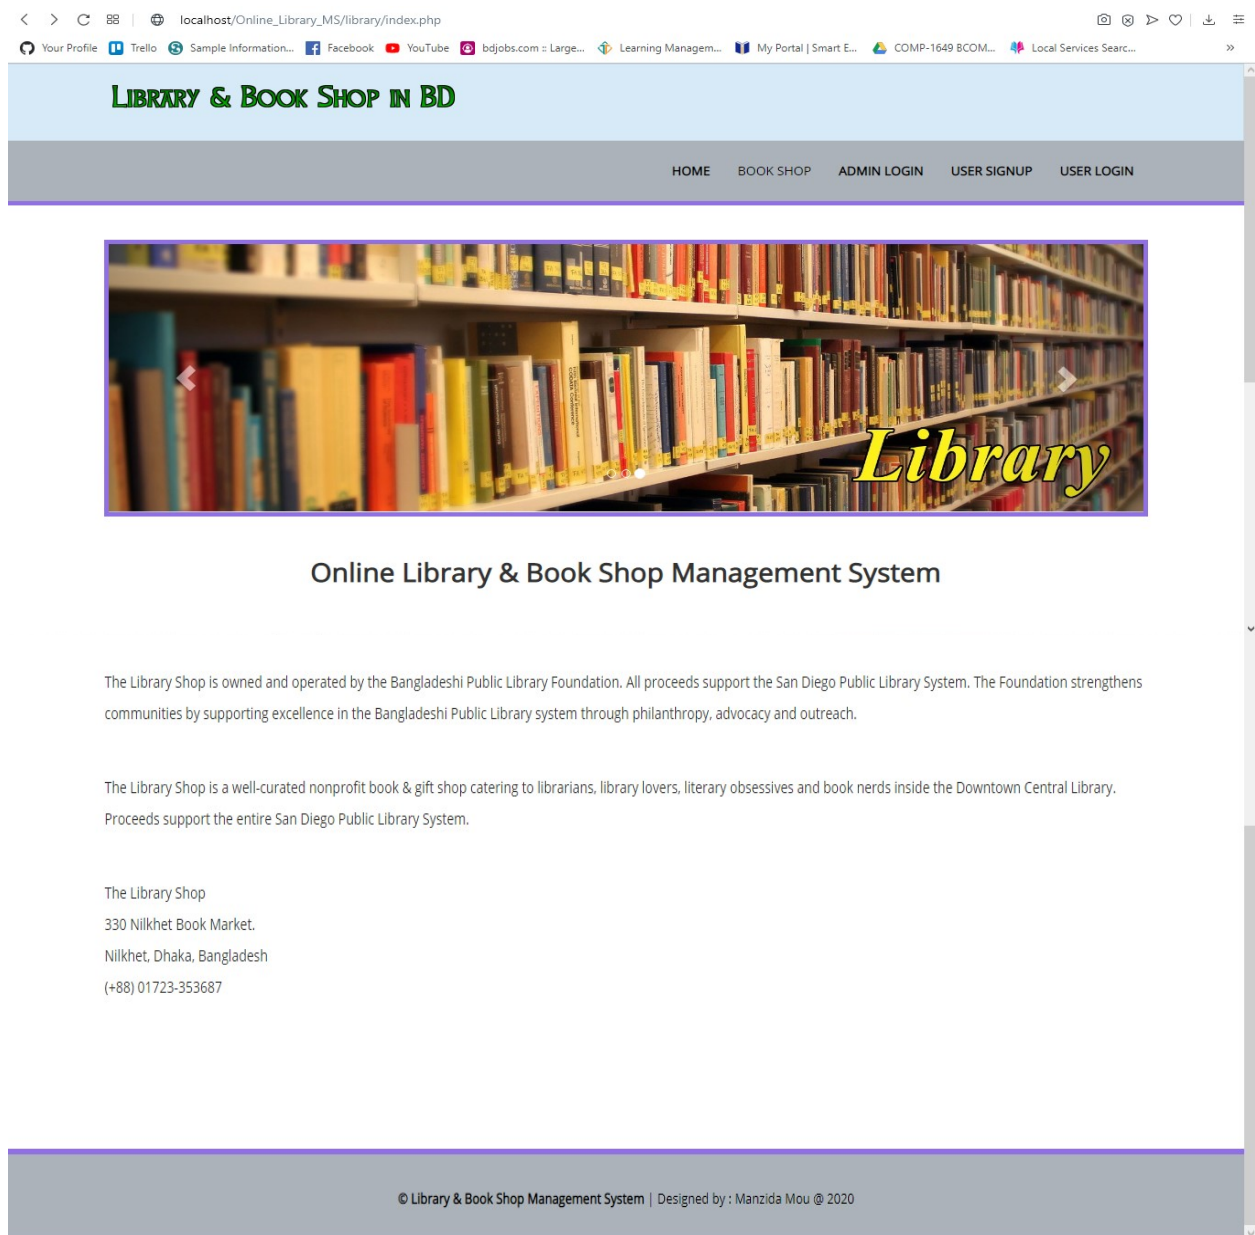 localhost/Online_Library_MS/library/index.php
Your Profile Trello Sample Information... Facebook YouTube bdjobs.com :: Large... Learning Managem... My Portal | Smart E... COMP-1649 BCOM... Local Services Searc... »
LIBRARY & BOOK SHOP IN BD
HOME BOOK SHOP ADMIN LOGIN USER SIGNUP USER LOGIN
Library
Online Library & Book Shop Management System
The Library Shop is owned and operated by the Bangladeshi Public Library Foundation. All proceeds support the San Diego Public Library System. The Foundation strengthens
communities by supporting excellence in the Bangladeshi Public Library system through philanthropy, advocacy and outreach.
The Library Shop is a well-curated nonprofit book & gift shop catering to librarians, library lovers, literary obsessives and book nerds inside the Downtown Central Library.
Proceeds support the entire San Diego Public Library System.
The Library Shop
330 Nilkhet Book Market.
Nilkhet, Dhaka, Bangladesh
(+88) 01723-353687
© Library & Book Shop Management System | Designed by : Manzida Mou @ 2020